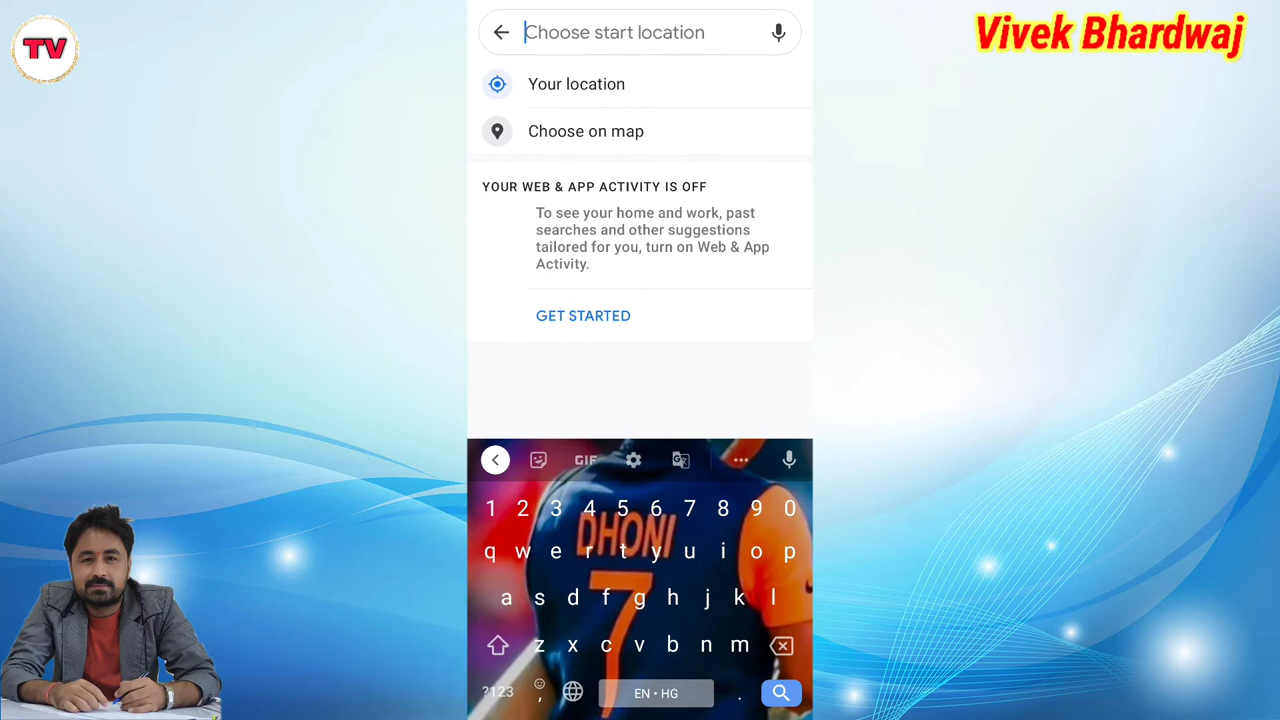 TV
Vivek Bhardwaj
Choose start location
Your location
Choose on map
YOUR WEB & APP ACTIVITY IS OFF
To see your home and work, past
searches and other suggestions
tailored for you, turn on Web & App
Activity.
GET STARTED
GIF
DHONI
7
1 2 3 4 5 6 7 8 9 0
q w e r t y u i o p
a s d f g h j k l
z x c v b n m
?123 , EN • HG .